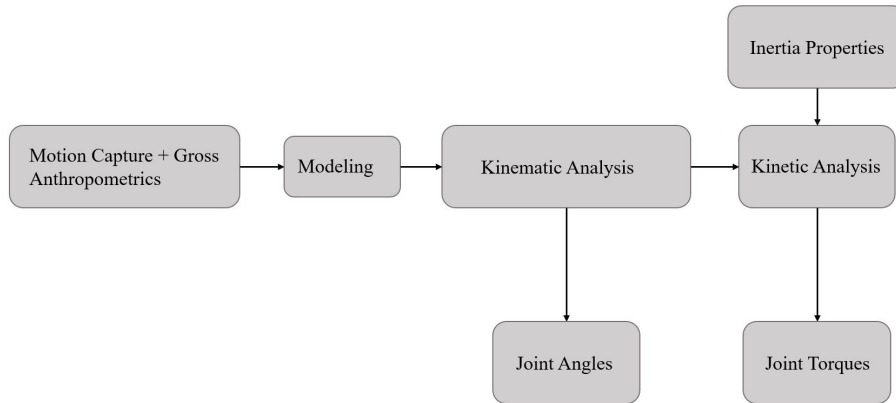 Inertia Properties
Motion Capture + Gross
Anthropometrics
Modeling
Kinematic Analysis
Kinetic Analysis
Joint Angles
Joint Torques